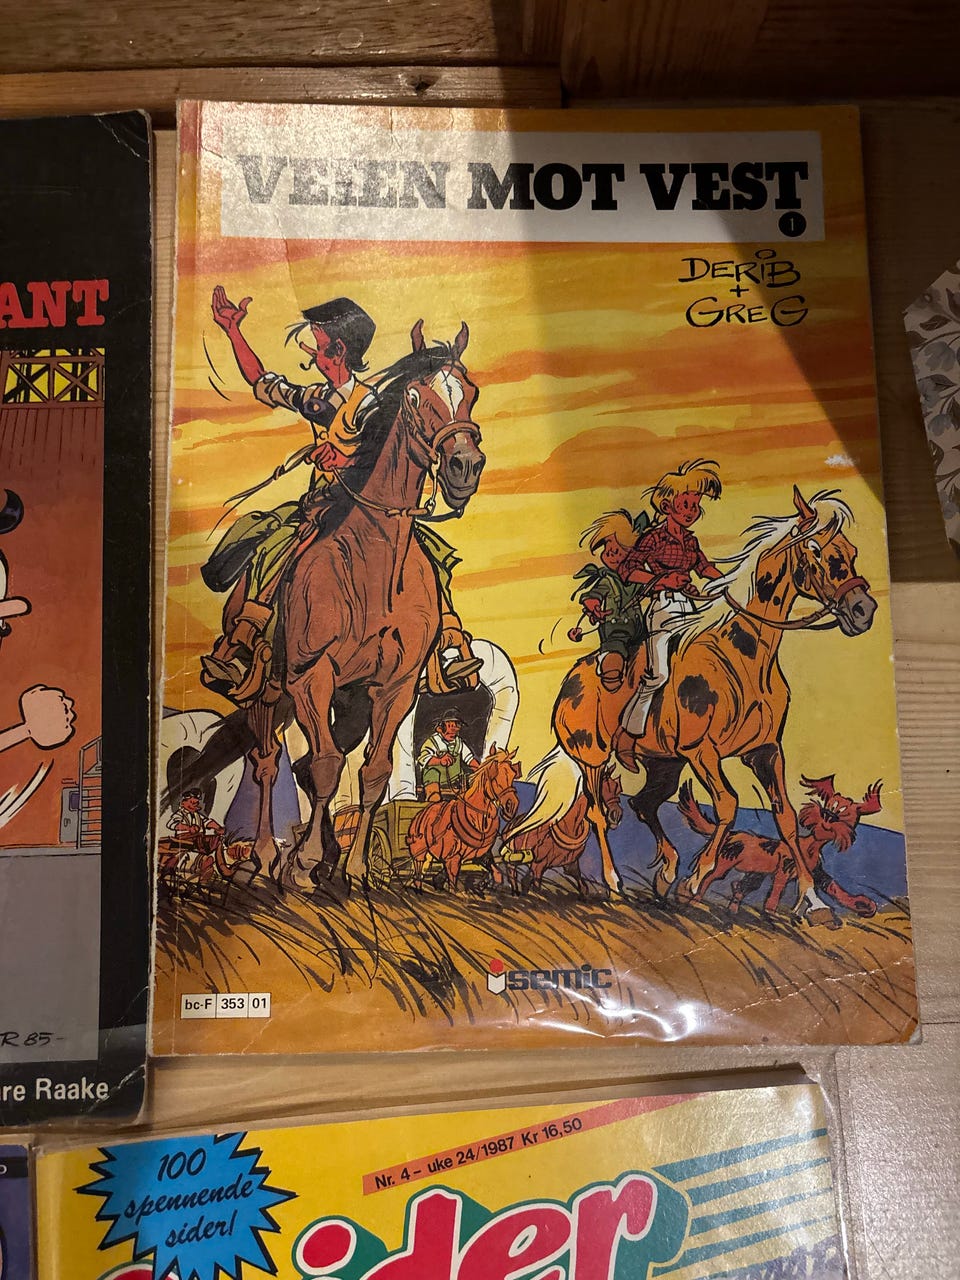 VEIEN MOT VEST
1
DERIB
+
GREG
semic
bc-F 353 01
ANT
R 85-
re Raake
Nr. 4 - uke 24/1987 Kr 16,50
100
spennende
sider!
ider